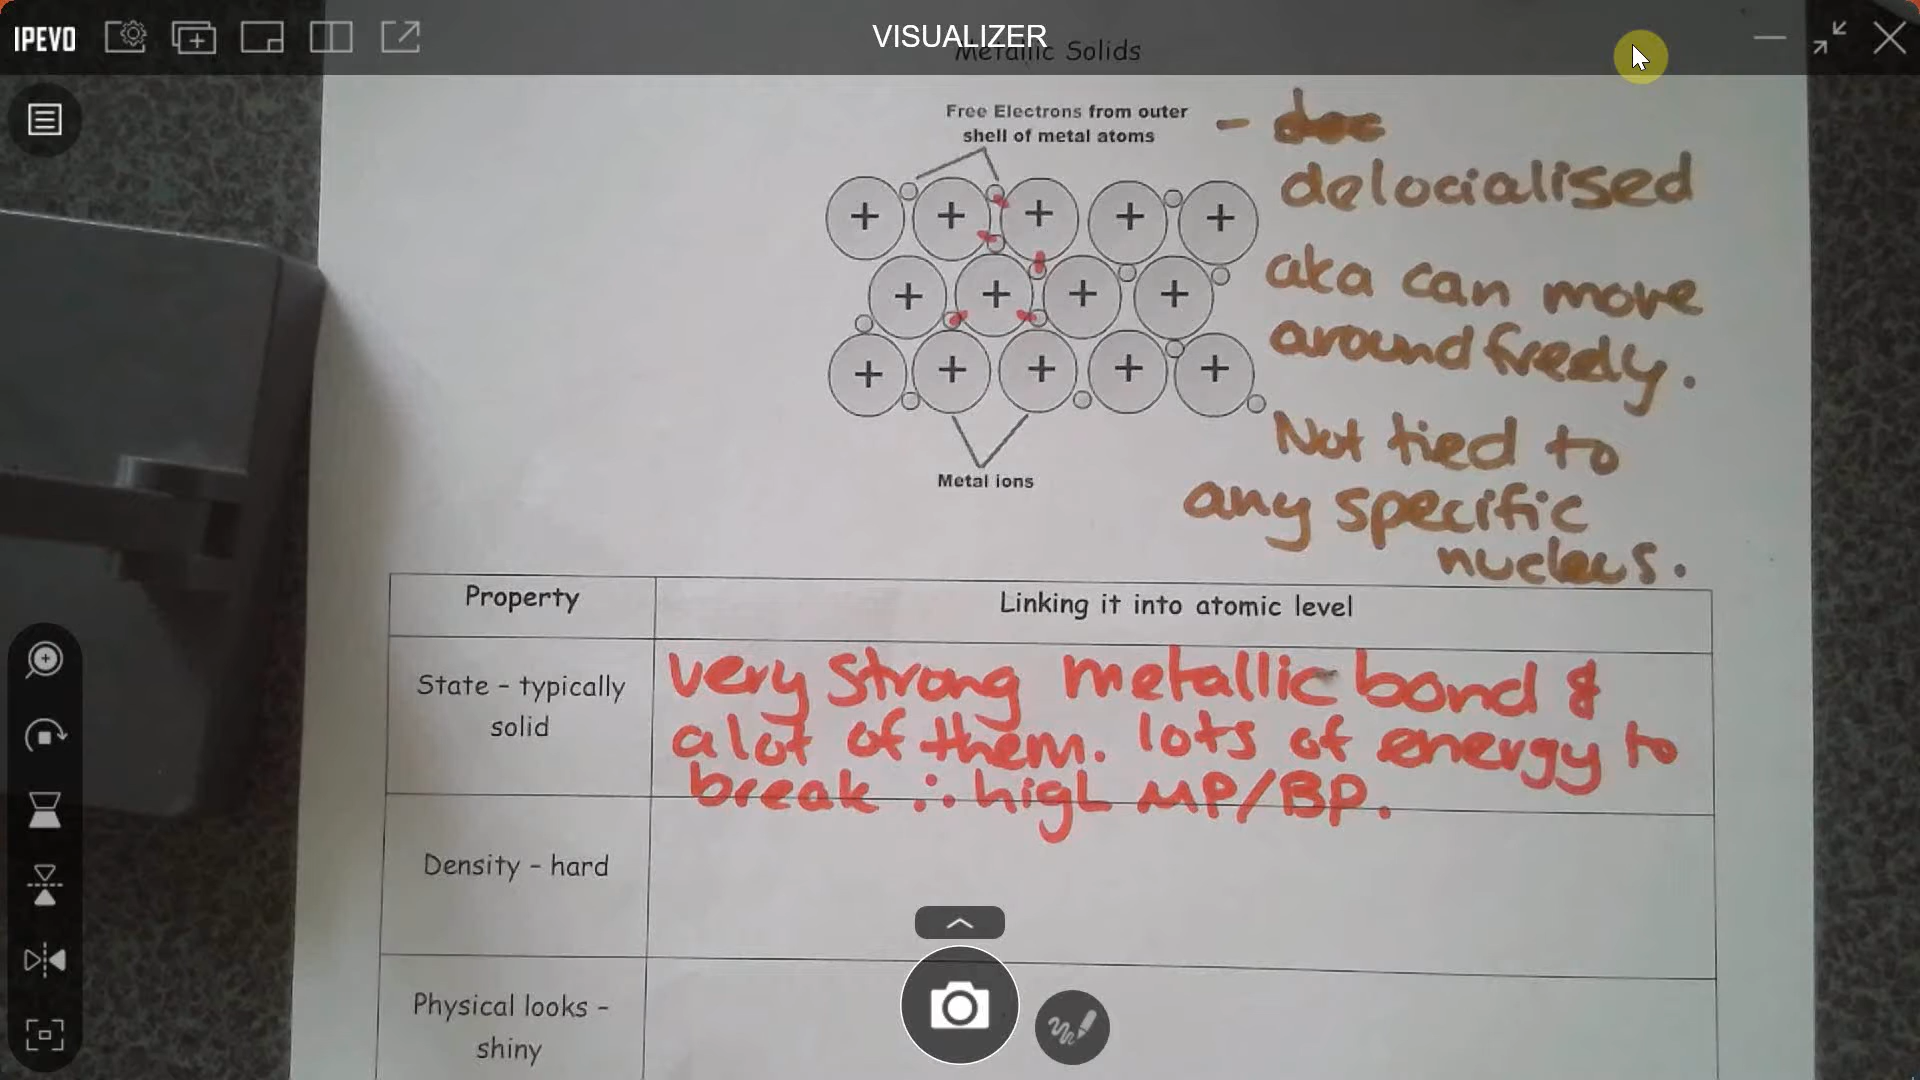 IPEVO
VISUALIZER
Metallic Solids
Free Electrons from outer
shell of metal atoms
- doc
delocialised
aka can move
around freely.
Not tied to
any specific
nucleus.
+ + + + +
+ + + +
+ + + + +
Metal ions
Property
Linking it into atomic level
State - typically
solid
very strong metallic bond &
alot of them. lots of energy to
break ∴ high MP/BP.
Density - hard
Physical looks -
shiny